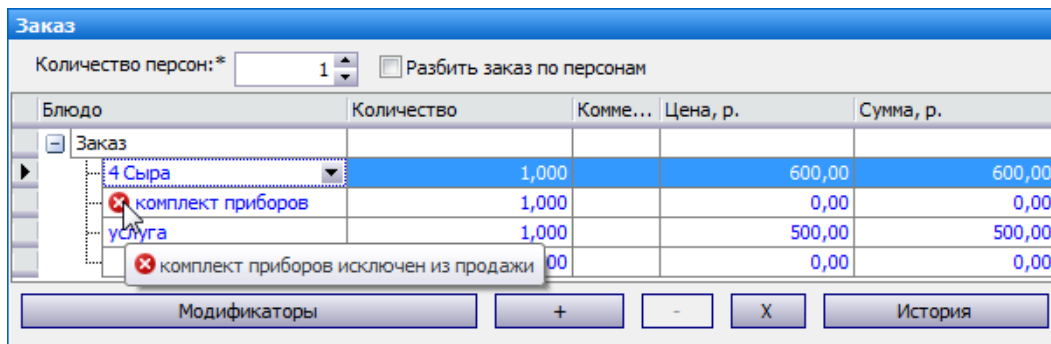 Заказ
Количество персон:* 1 Разбить заказ по персонам
Блюдо Количество Комме... Цена, р. Сумма, р.
Заказ
4 Сыра 1,000 600,00 600,00
комплект приборов 1,000 0,00 0,00
услуга 1,000 500,00 500,00
комплект приборов исключен из продажи 00 0,00 0,00
Модификаторы + - X История